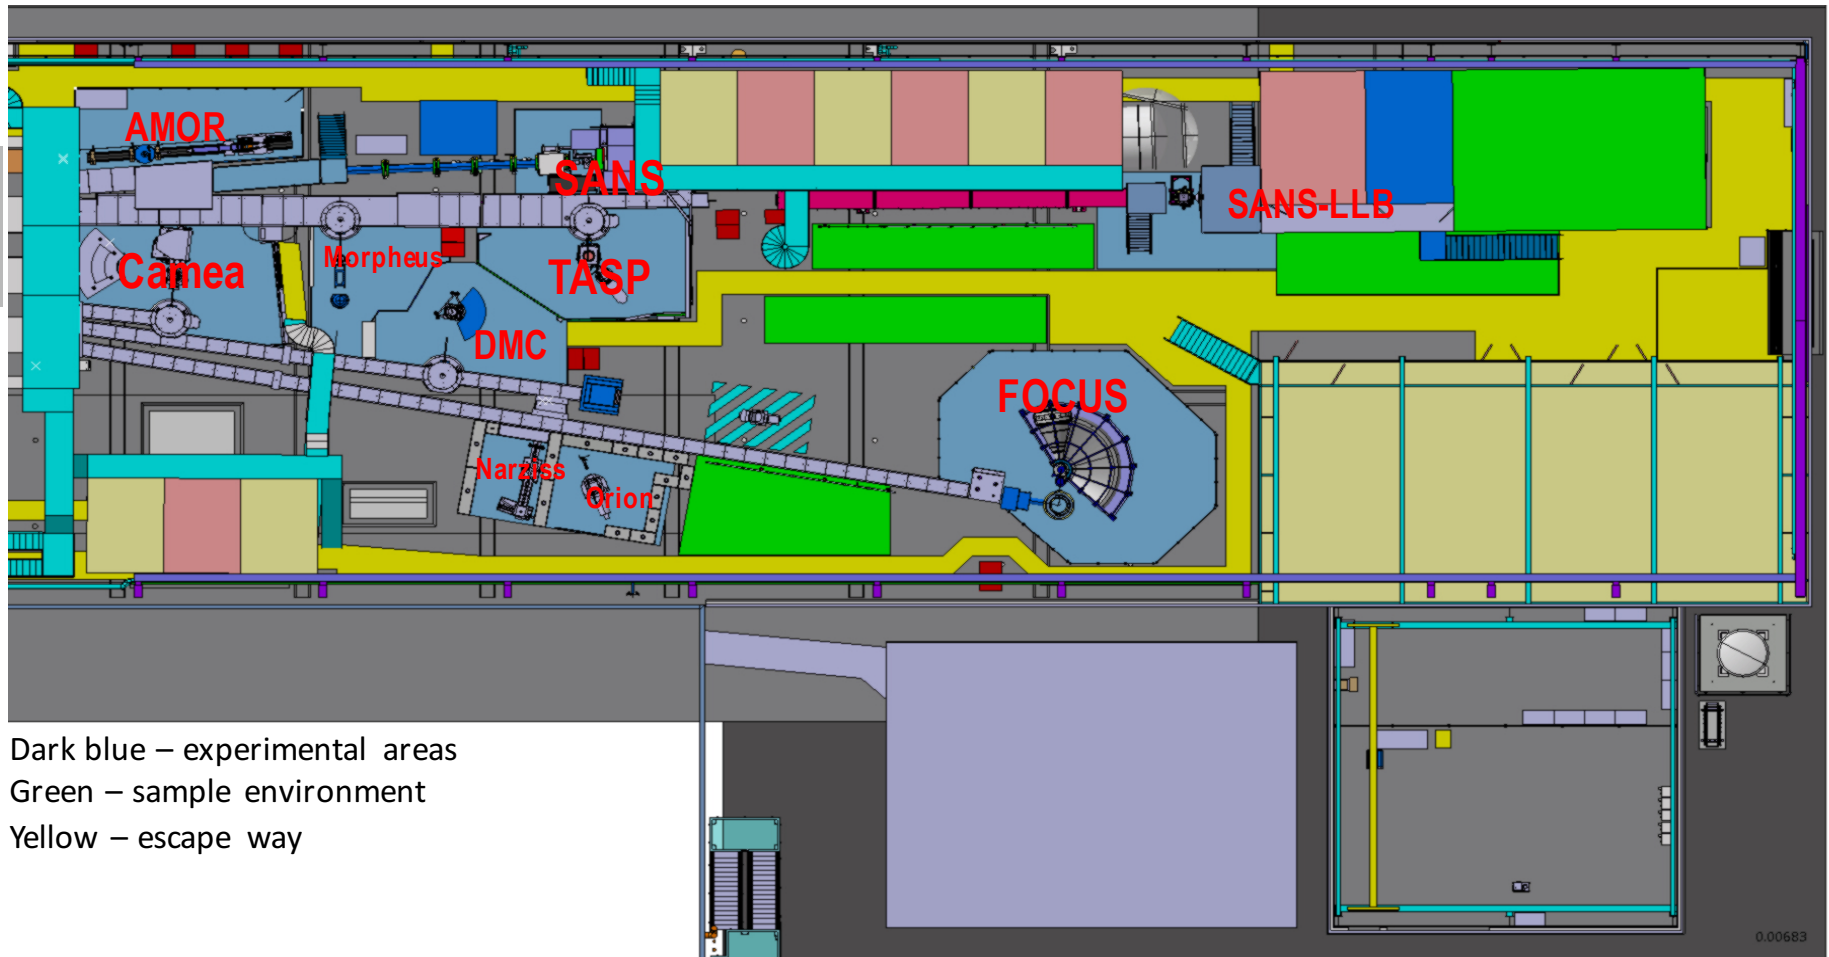 AMOR
SANS
SANS-LLB
Morpheus
Camea
TASP
DMC
FOCUS
Narziss
Orion
Dark blue – experimental areas
Green – sample environment
Yellow – escape way
0.00683